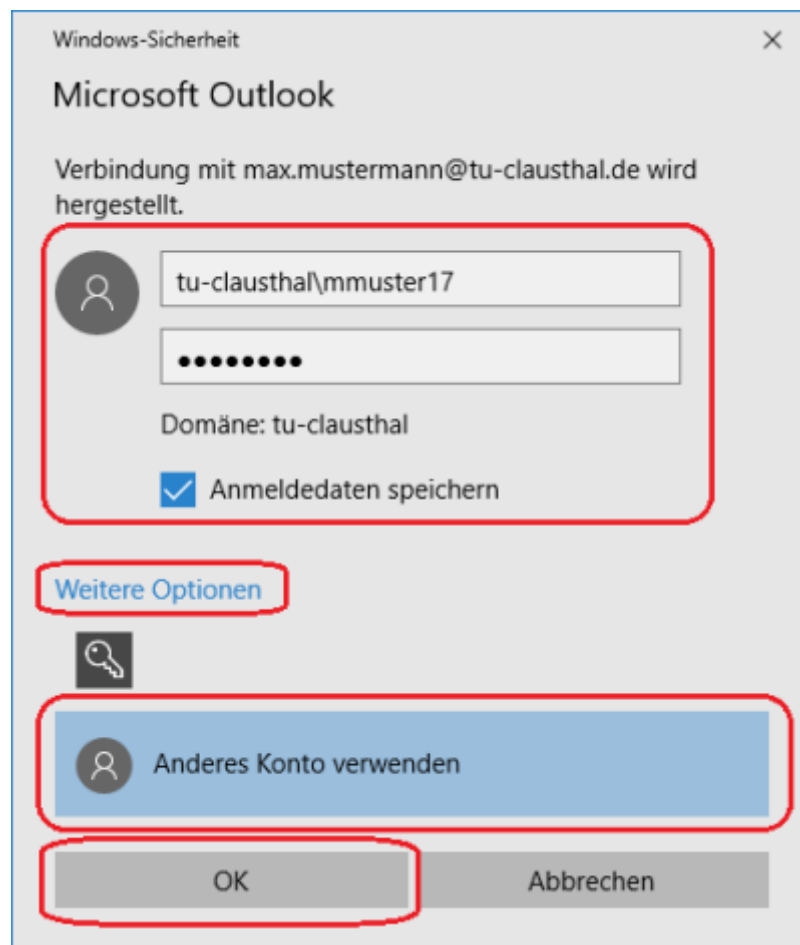 Windows-Sicherheit
Microsoft Outlook
Verbindung mit max.mustermann@tu-clausthal.de wird
hergestellt.
tu-clausthal\mmuster17
●●●●●●●●
Domäne: tu-clausthal
Anmeldedaten speichern
Weitere Optionen
Anderes Konto verwenden
OK Abbrechen